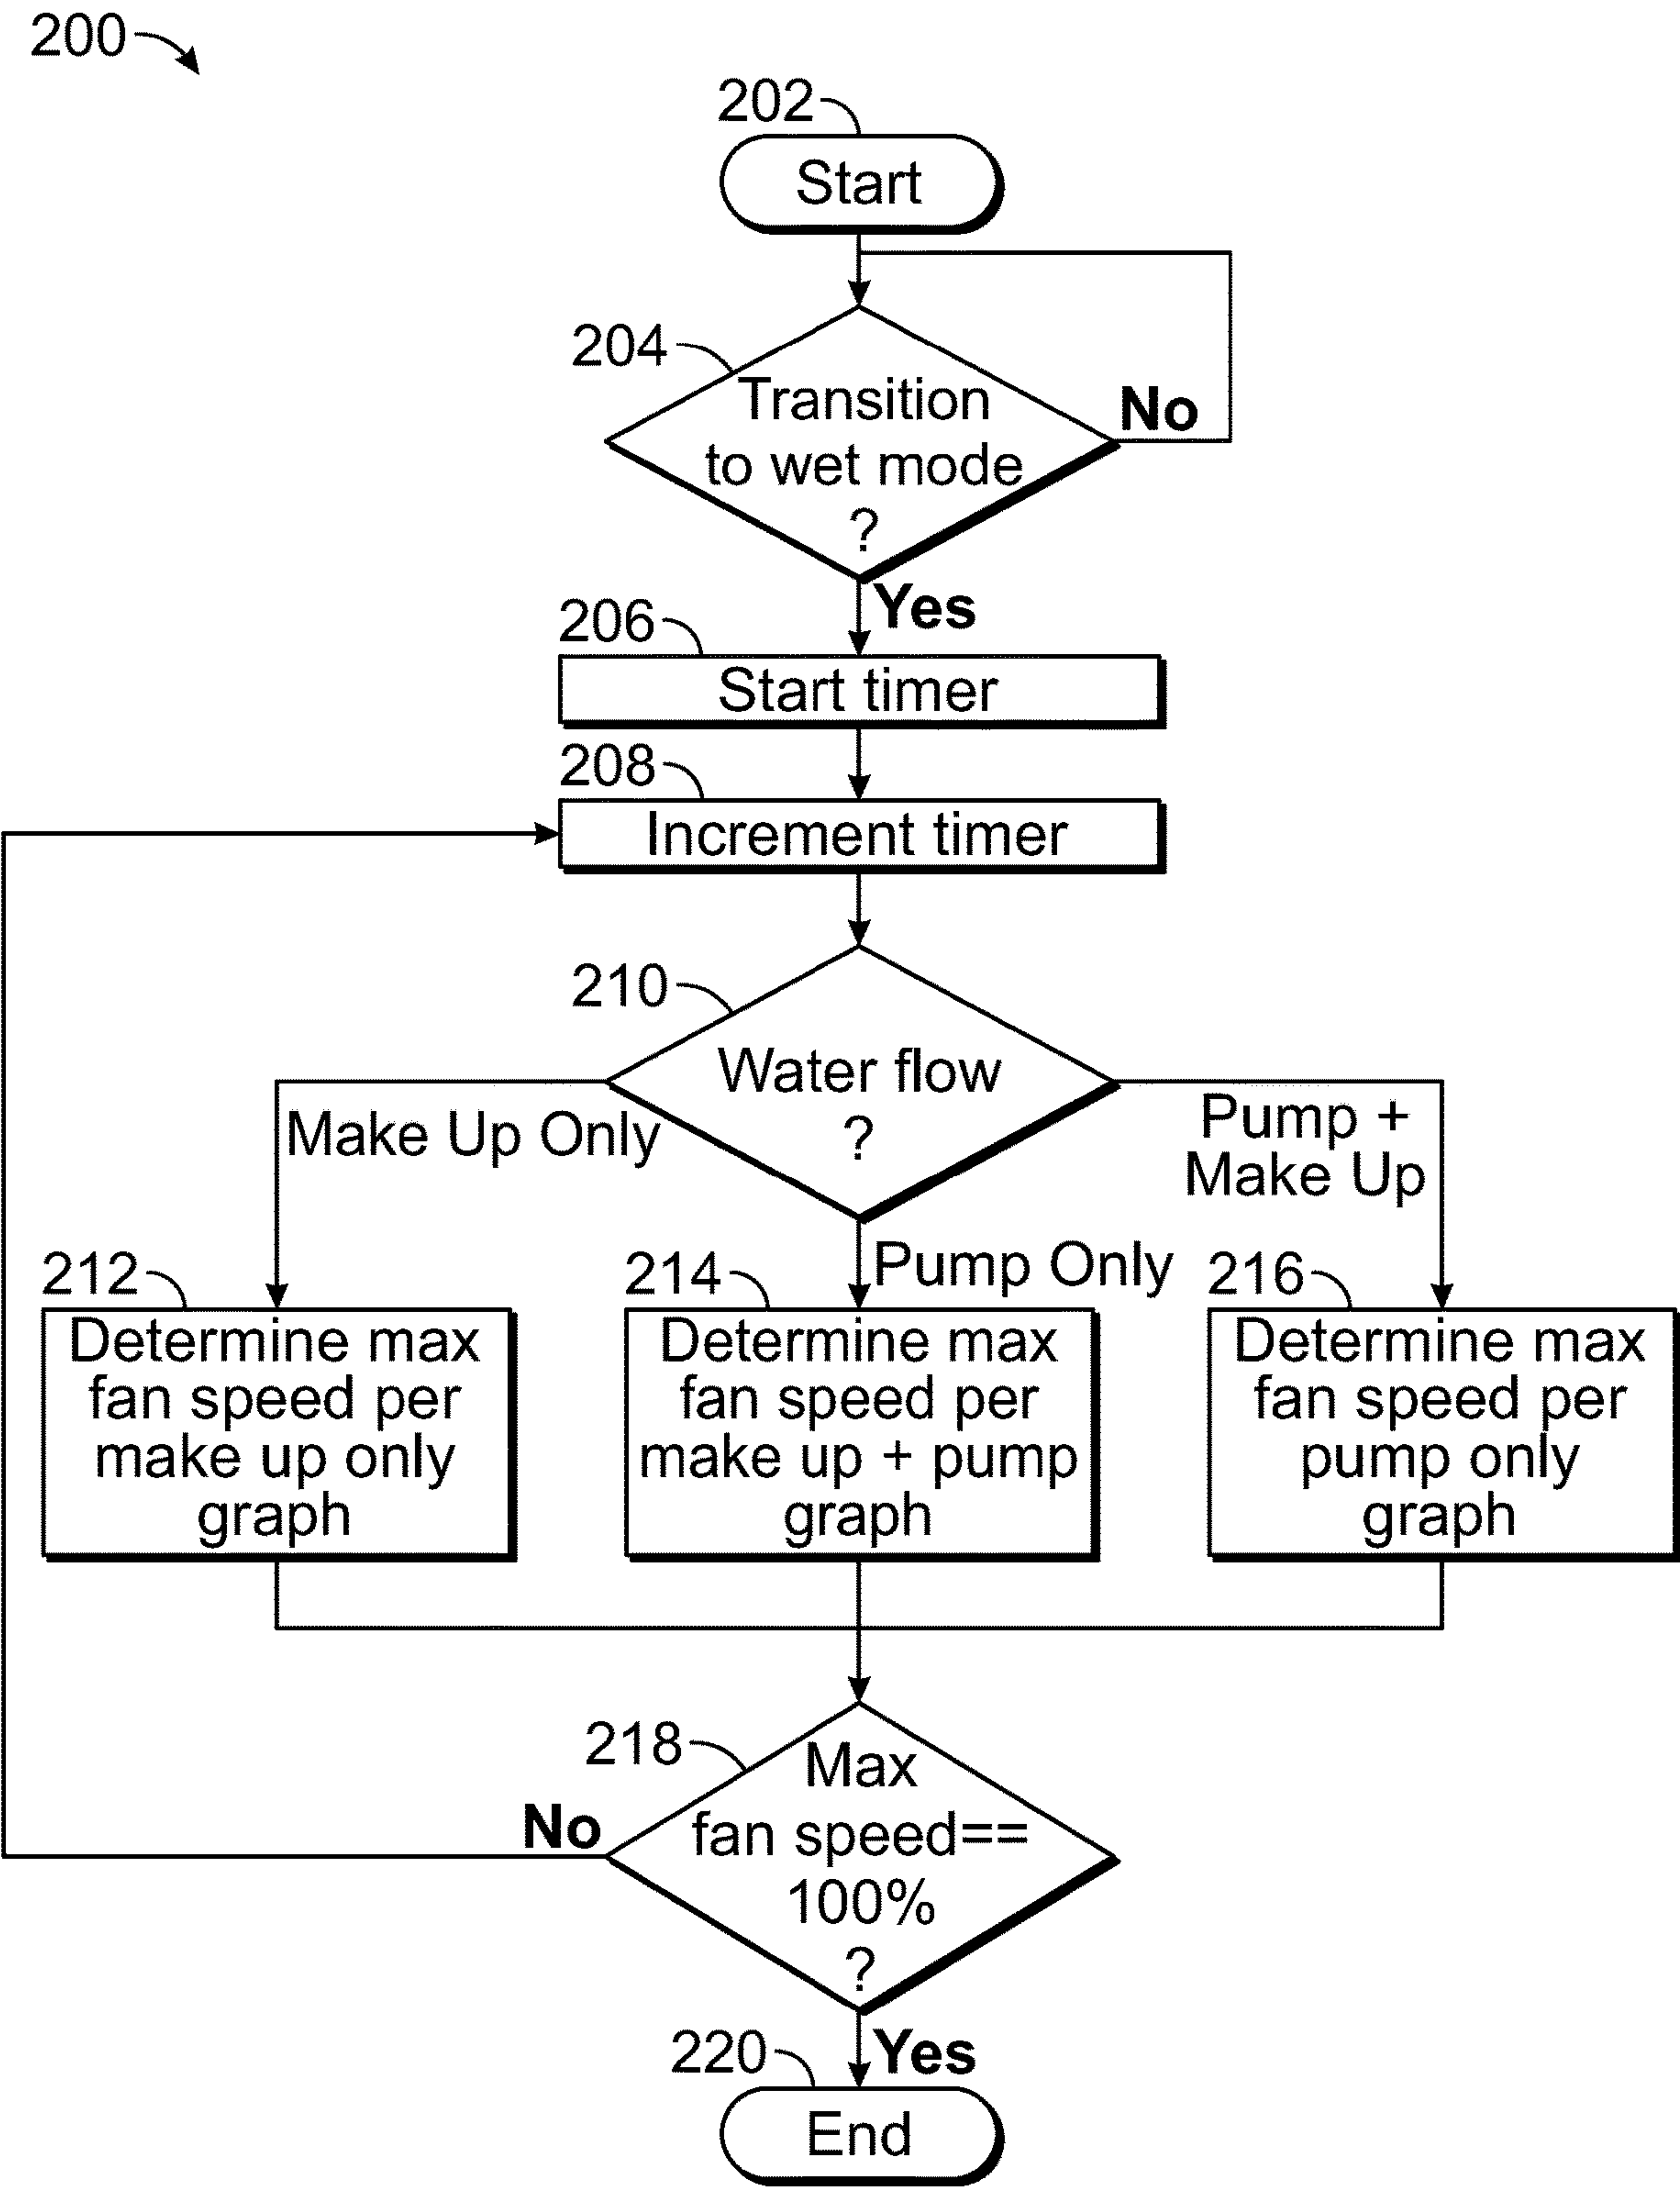 200
202
Start
204
Transition
to wet mode
?
No
Yes
206
Start timer
208
Increment timer
210
Water flow
?
Make Up Only
Pump +
Make Up
Pump Only
212
Determine max
fan speed per
make up only
graph
214
Determine max
fan speed per
make up + pump
graph
216
Determine max
fan speed per
pump only
graph
218
Max
fan speed==
100%
?
No
Yes
220
End